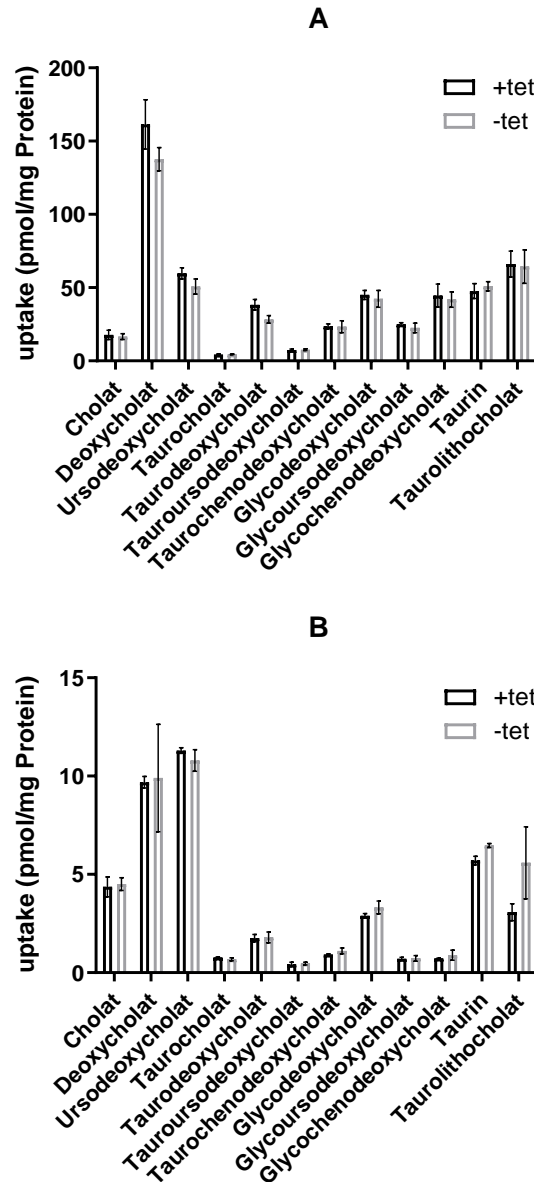 A
uptake (pmol/mg Protein)
200
150
100
50
0
+tet
-tet
Cholat
Deoxycholat
Ursodeoxycholat
Taurocholat
Taurodeoxycholat
Tauroursodeoxycholat
Taurochenodeoxycholat
Glycodeoxycholat
Glycoursodeoxycholat
Glycochenodeoxycholat
Taurin
Taurolithocholat
B
uptake (pmol/mg Protein)
15
10
5
0
+tet
-tet
Cholat
Deoxycholat
Ursodeoxycholat
Taurocholat
Taurodeoxycholat
Tauroursodeoxycholat
Taurochenodeoxycholat
Glycodeoxycholat
Glycoursodeoxycholat
Glycochenodeoxycholat
Taurin
Taurolithocholat